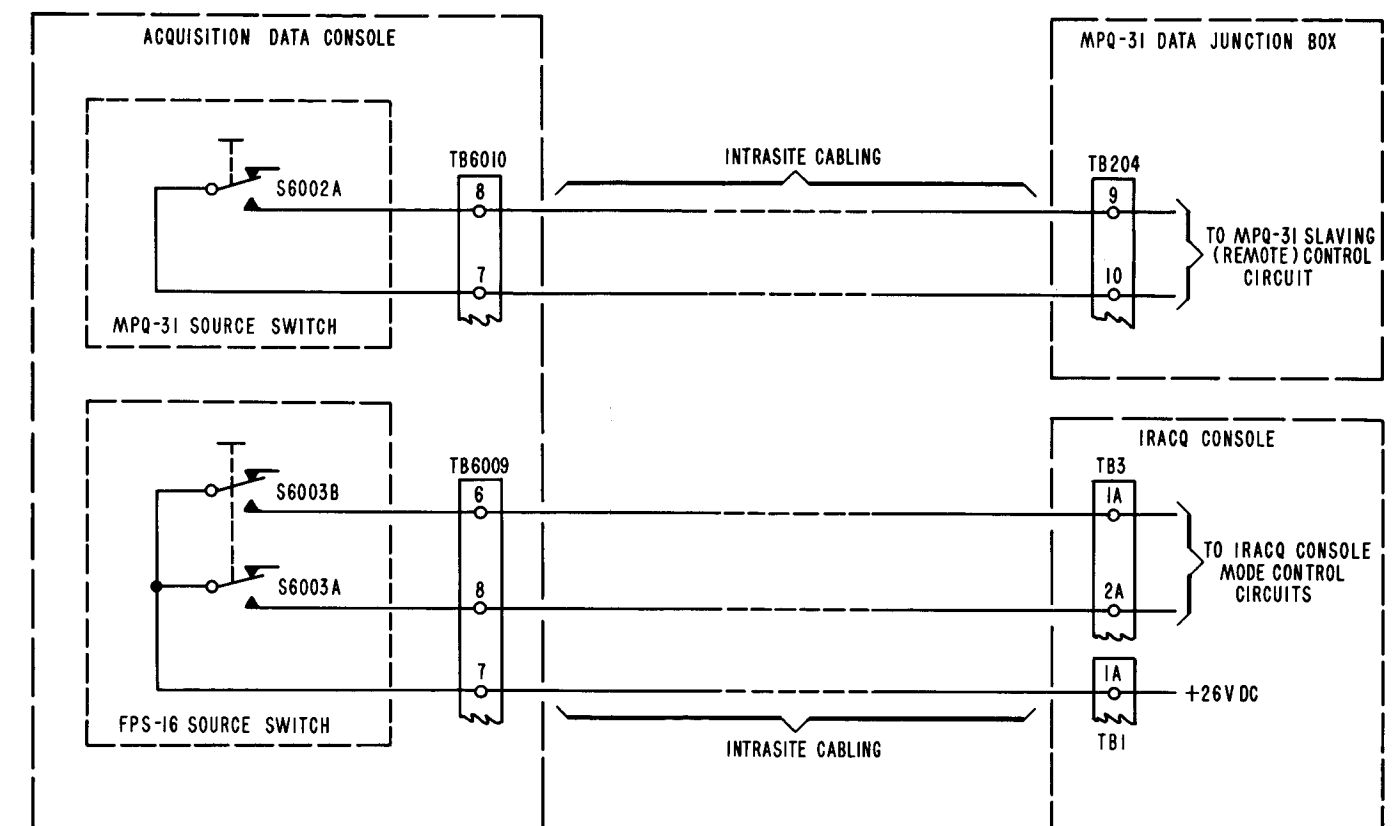 ACQUISITION DATA CONSOLE
MPQ-31 DATA JUNCTION BOX
S6002A
TB6010
8
7
MPQ-31 SOURCE SWITCH
INTRASITE CABLING
TB204
9
10
TO MPQ-31 SLAVING
(REMOTE) CONTROL
CIRCUIT
IRACQ CONSOLE
S6003B
S6003A
TB6009
6
8
7
FPS-16 SOURCE SWITCH
INTRASITE CABLING
TB3
1A
2A
TO IRACQ CONSOLE
MODE CONTROL
CIRCUITS
1A
+26V DC
TB1